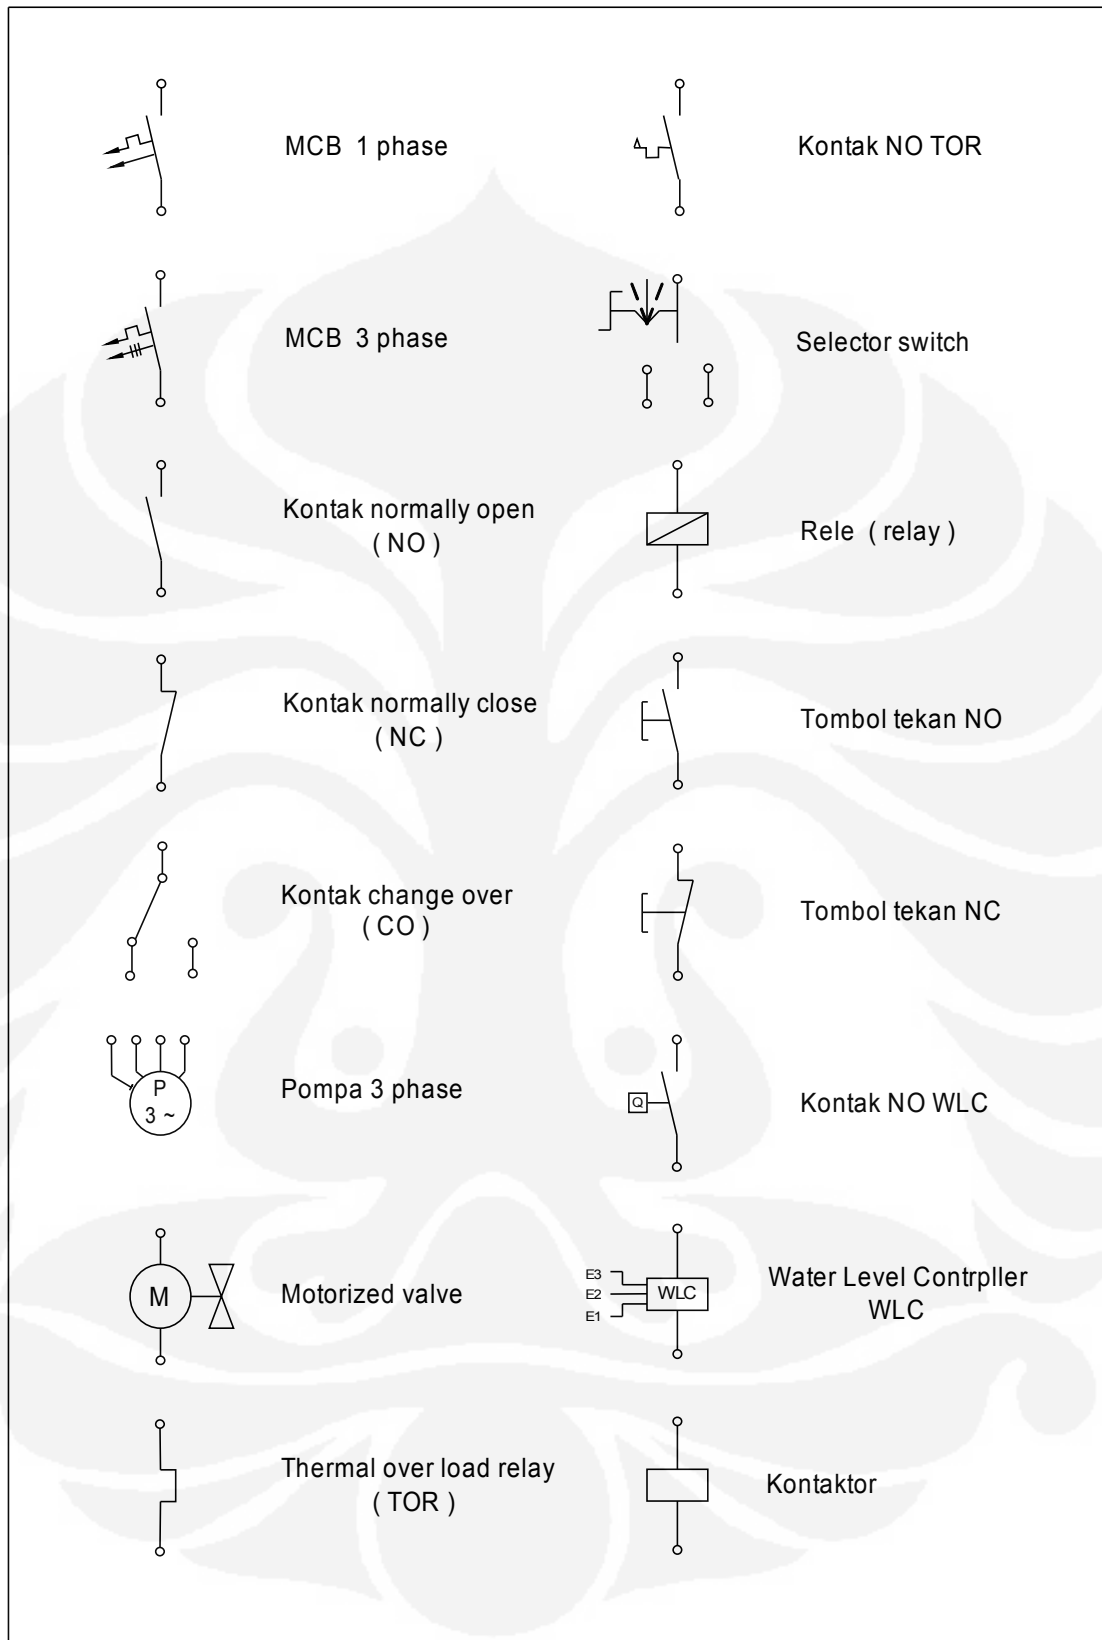 MCB 1 phase
Kontak NO TOR
MCB 3 phase
Selector switch
Kontak normally open
( NO )
Rele ( relay )
Kontak normally close
( NC )
Tombol tekan NO
Kontak change over
( CO )
Tombol tekan NC
P
3 ~
Pompa 3 phase
Q
Kontak NO WLC
M
Motorized valve
E3
E2
E1
WLC
Water Level Contrpller
WLC
Thermal over load relay
( TOR )
Kontaktor